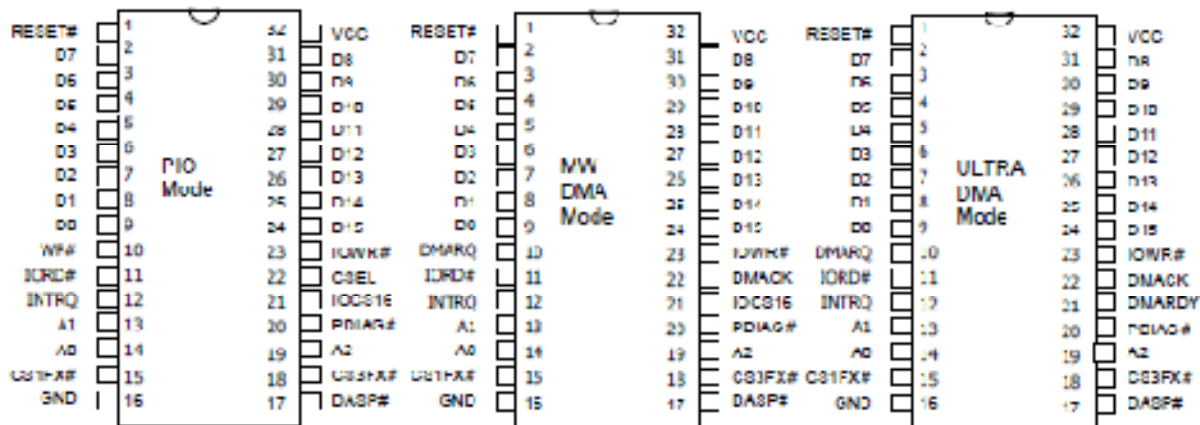 RESET# 1 32 VCC RESET# 1 32 VCC RESET# 1 32 VCC
D7 2 31 D8 D7 2 31 D8 D7 2 31 D8
D6 3 30 D9 D6 3 30 D9 D6 3 30 D9
D5 4 29 D10 D5 4 29 D10 D5 4 29 D10
D4 5 28 D11 D4 5 28 D11 D4 5 28 D11
D3 6 27 D12 D3 6 27 D12 D3 6 27 D12
PIO Mode
MW DMA Mode
ULTRA DMA Mode
D2 7 26 D13 D2 7 26 D13 D2 7 26 D13
D1 8 25 D14 D1 8 25 D14 D1 8 25 D14
D0 9 24 D15 D0 9 24 D15 D0 9 24 D15
10 23 IOWR# DMARQ 10 23 IOWR# DMARQ 10 23 IOWR#
IORD# 11 22 CSEL IORD# 11 22 DMACK IORD# 11 22 DMACK
INTRQ 12 21 IOCS16 INTRQ 12 21 IOCS16 INTRQ 12 21 DMARDY
A1 13 20 PDIAG# A1 13 20 PDIAG# A1 13 20 PDIAG#
A0 14 19 A2 A0 14 19 A2 A0 14 19 A2
CS1FX# 15 18 CS3FX# CS1FX# 15 18 CS3FX# CS1FX# 15 18 CS3FX#
GND 16 17 DASP# GND 16 17 DASP# GND 16 17 DASP#